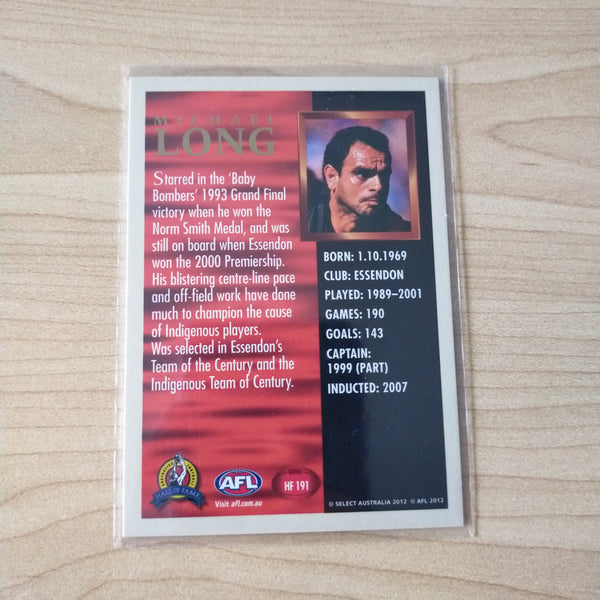 MICHAEL
LONG
Starred in the 'Baby
Bombers' 1993 Grand Final
victory when he won the
Norm Smith Medal, and was
still on board when Essendon
won the 2000 Premiership.
His blistering centre-line pace
and off-field work have done
much to champion the cause
of Indigenous players.
Was selected in Essendon's
Team of the Century and the
Indigenous Team of Century.
BORN: 1.10.1969
CLUB: ESSENDON
PLAYED: 1989–2001
GAMES: 190
GOALS: 143
CAPTAIN:
1999 (PART)
INDUCTED: 2007
HALL OF FAME
AFL
Visit afl.com.au
HF 191
© SELECT AUSTRALIA 2012 © AFL 2012